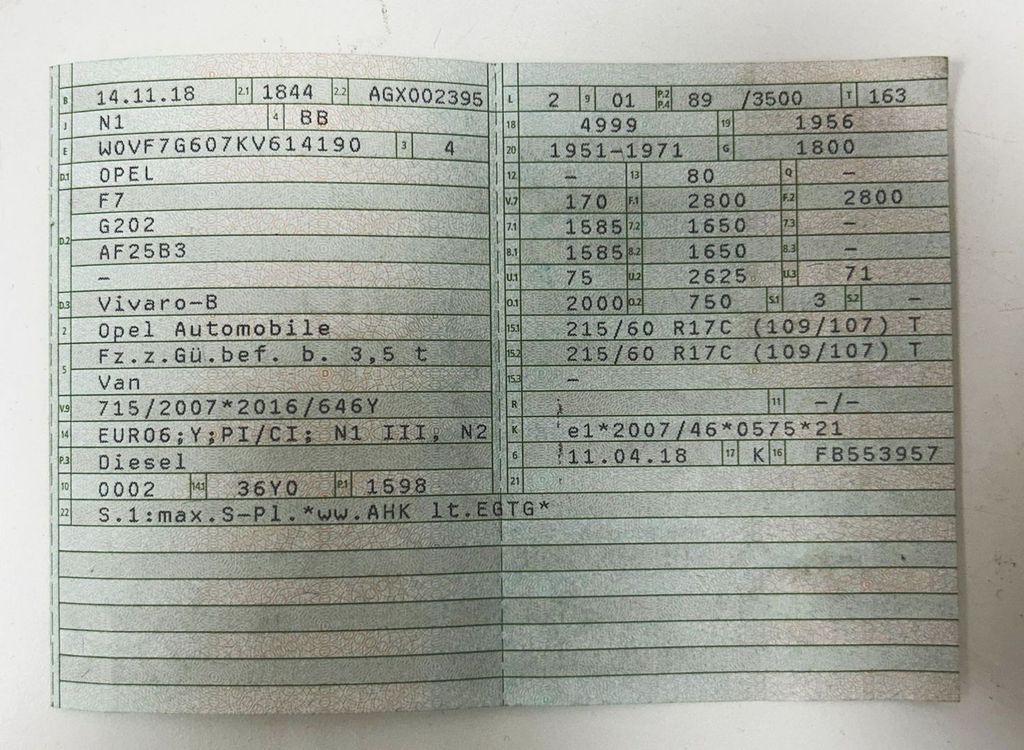 B 14.11.18 2.1 1844 2.2 AGX002395
J N1 4 BB
E W0VF7G607KV614190 3 4
D.1 OPEL
F7
G202
D.2 AF25B3
–
D.3 Vivaro-B
2 Opel Automobile
Fz.z.Gü.bef. b. 3,5 t
5 Van
V.9 715/2007*2016/646Y
14 EURO6;Y;PI/CI; N1 III, N2
P.3 Diesel
10 0002 14.1 36Y0 P.1 1598
22 S.1:max.S-Pl.*ww.AHK lt.EGTG*
L 2 9 01 P.2 P.4 89 /3500 T 163
18 4999 19 1956
20 1951-1971 G 1800
12 – 13 80 Q –
V.7 170 F.1 2800 F.2 2800
7.1 1585 7.2 1650 7.3 –
8.1 1585 8.2 1650 8.3 –
U.1 75 U.2 2625 U.3 71
O.1 2000 O.2 750 S.1 3 S.2 –
15.1 215/60 R17C (109/107) T
15.2 215/60 R17C (109/107) T
15.3 –
R 11 –/–
K e1*2007/46*0575*21
6 11.04.18 17 K 16 FB553957
21